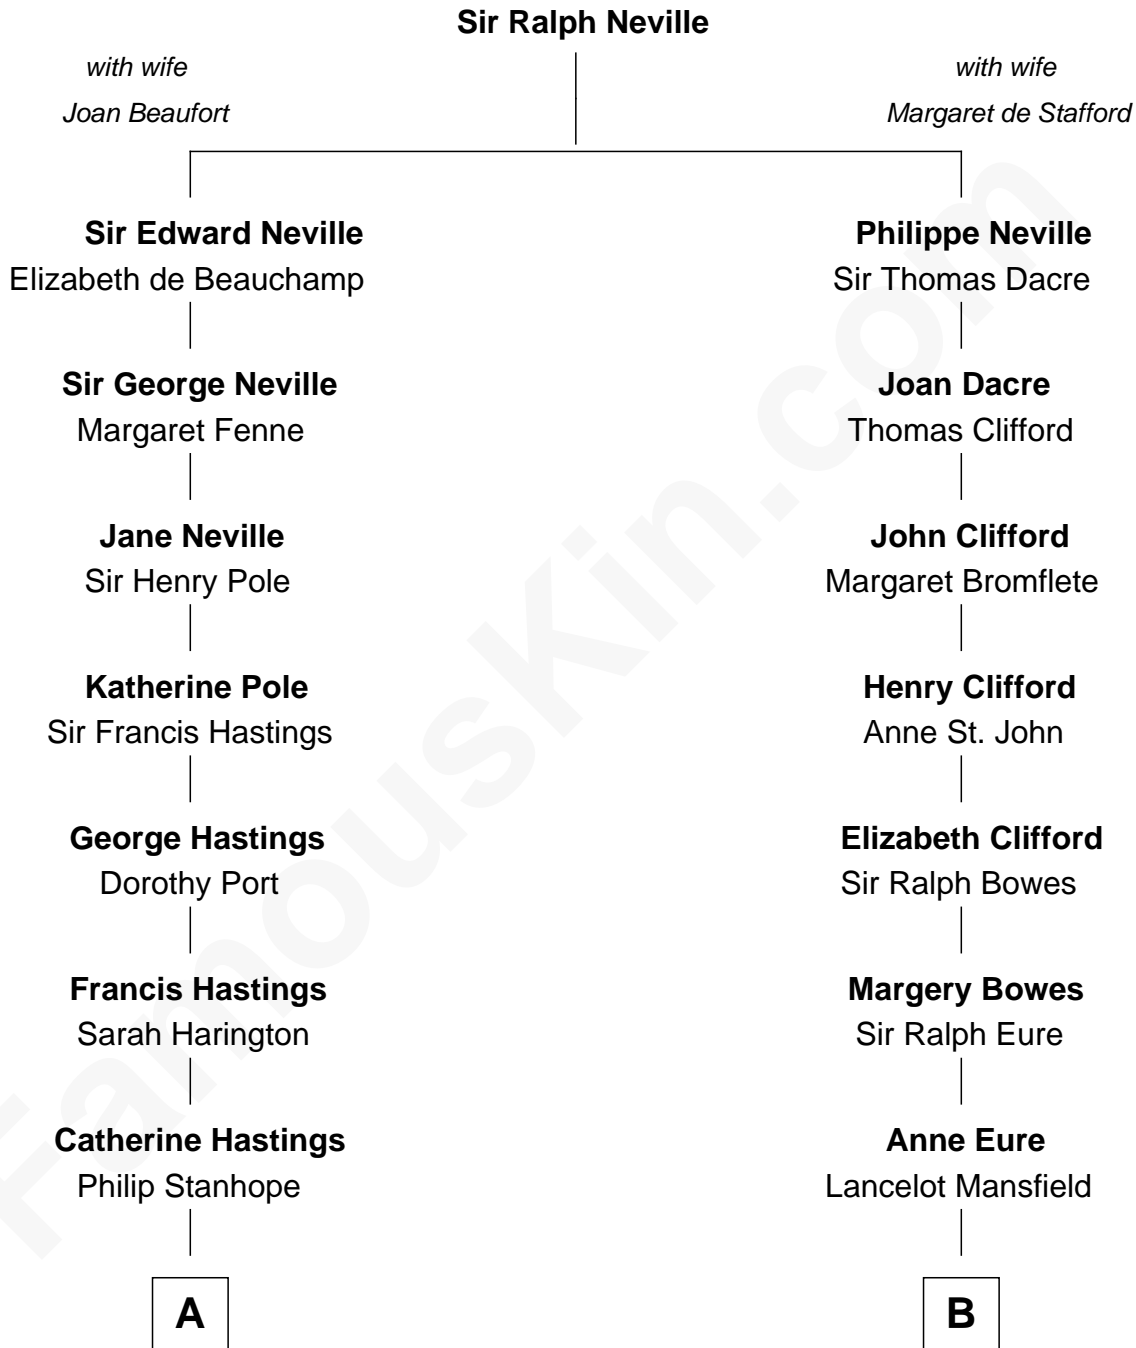 Sir Ralph Neville
with wife
Joan Beaufort
with wife
Margaret de Stafford
Sir Edward Neville
Elizabeth de Beauchamp
Philippe Neville
Sir Thomas Dacre
Sir George Neville
Margaret Fenne
Joan Dacre
Thomas Clifford
Jane Neville
Sir Henry Pole
John Clifford
Margaret Bromflete
Katherine Pole
Sir Francis Hastings
Henry Clifford
Anne St. John
George Hastings
Dorothy Port
Elizabeth Clifford
Sir Ralph Bowes
Francis Hastings
Sarah Harington
Margery Bowes
Sir Ralph Eure
Catherine Hastings
Philip Stanhope
Anne Eure
Lancelot Mansfield
A
B
FamousKin.com